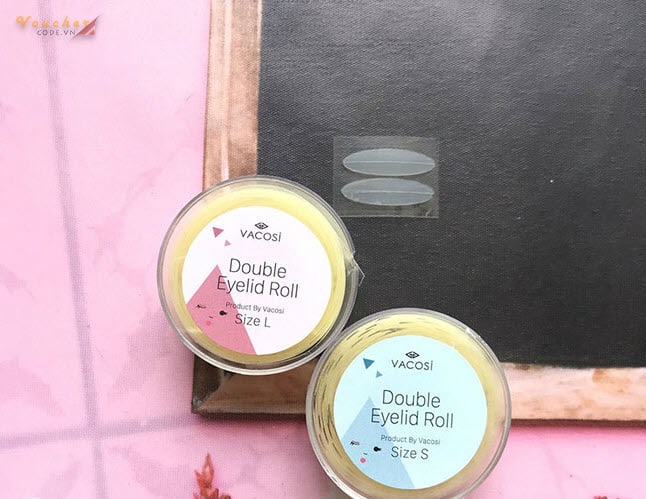 Voucher
CODE.VN
VACOSI
Double
Eyelid Roll
Product By Vacosi
Size L
VACOSI
Double
Eyelid Roll
Product By Vacosi
Size S